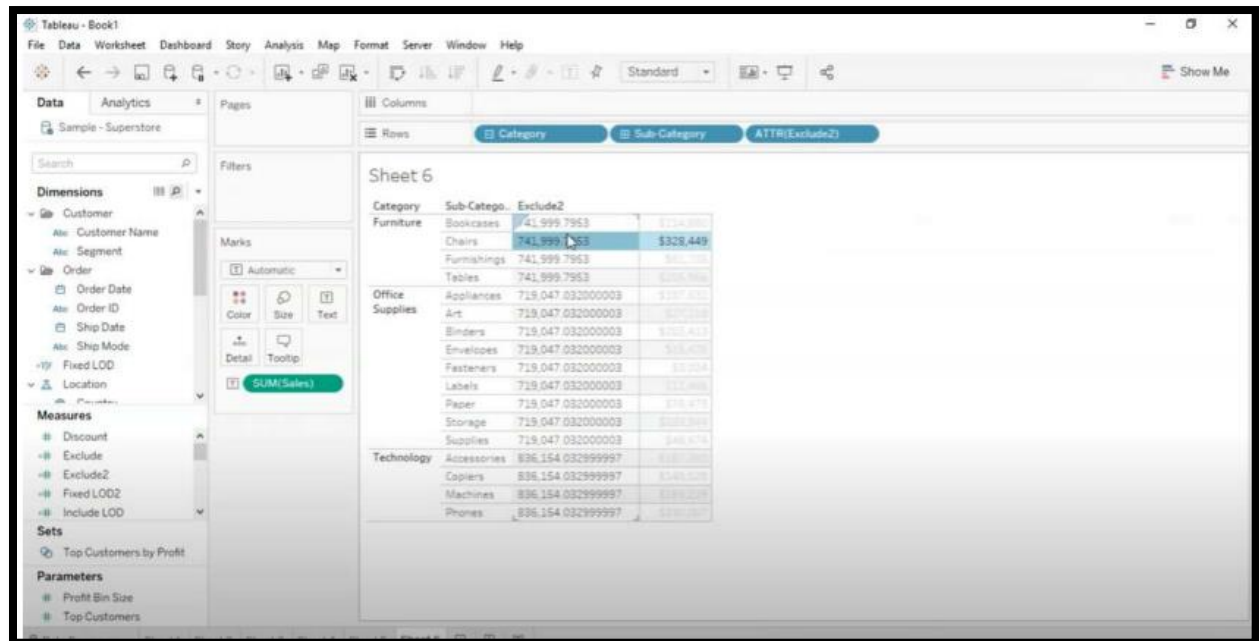 Tableau - Book1
File Data Worksheet Dashboard Story Analysis Map Format Server Window Help
Standard
Show Me
Data Analytics
Pages
Columns
Sample - Superstore
Rows
Category
Sub-Category
ATTR(Exclude2)
Search
Filters
Sheet 6
Dimensions
Customer
Customer Name
Abc Segment
Order
Order Date
Abc Order ID
Ship Date
Abc Ship Mode
Fixed LOD
Location
Measures
# Discount
Exclude
Exclude2
Fixed LOD2
Include LOD
Sets
Top Customers by Profit
Parameters
# Profit Bin Size
# Top Customers
Marks
Automatic
Color Size Text
Detail Tooltip
SUM(Sales)
Category Sub-Catego.. Exclude2
Furniture Bookcases 41,999.7953
Chairs $328,449
Furnishings 741,999.7953
Tables 741,999.7953
Office Supplies Appliances 719,047.032000003
Art 719,047.032000003
Binders 719,047.032000003
Envelopes 719,047.032000003
Fasteners 719,047.032000003
Labels 719,047.032000003
Paper 719,047.032000003
Storage 719,047.032000003
Supplies 719,047.032000003
Technology Accessories 836,154.032999997
Copiers 836,154.032999997
Machines 836,154.032999997
Phones 836,154.032999997